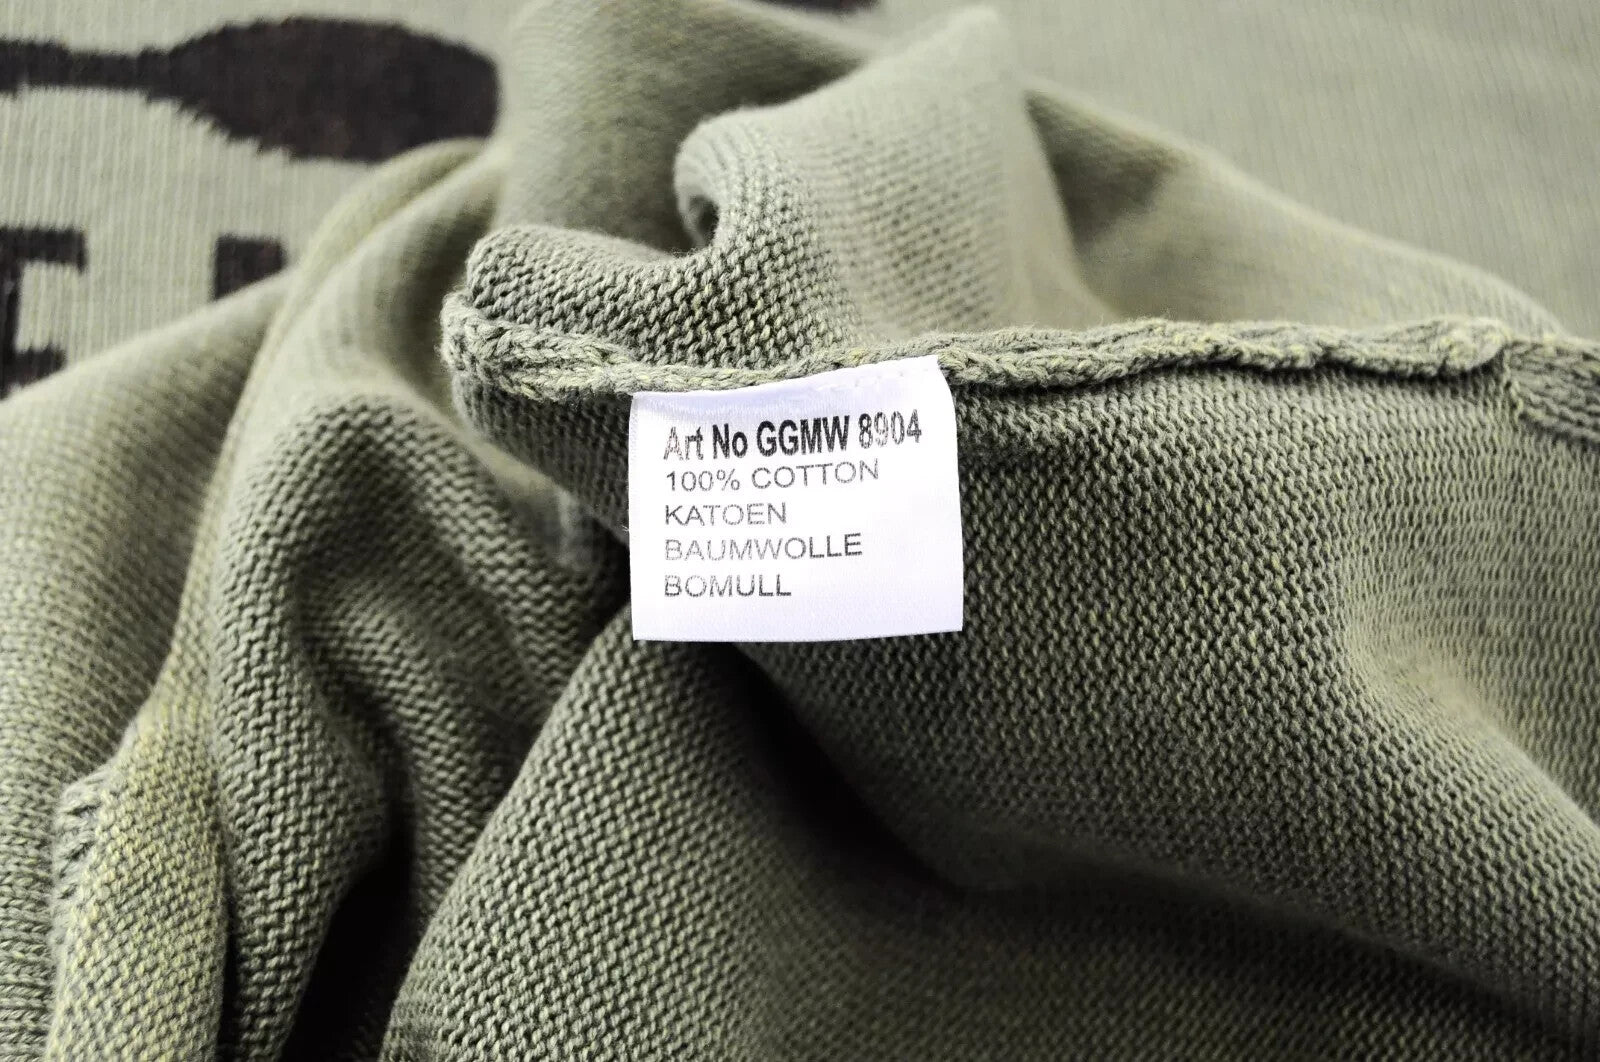 Art No GGMW 8904
100% COTTON
KATOEN
BAUMWOLLE
BOMULL